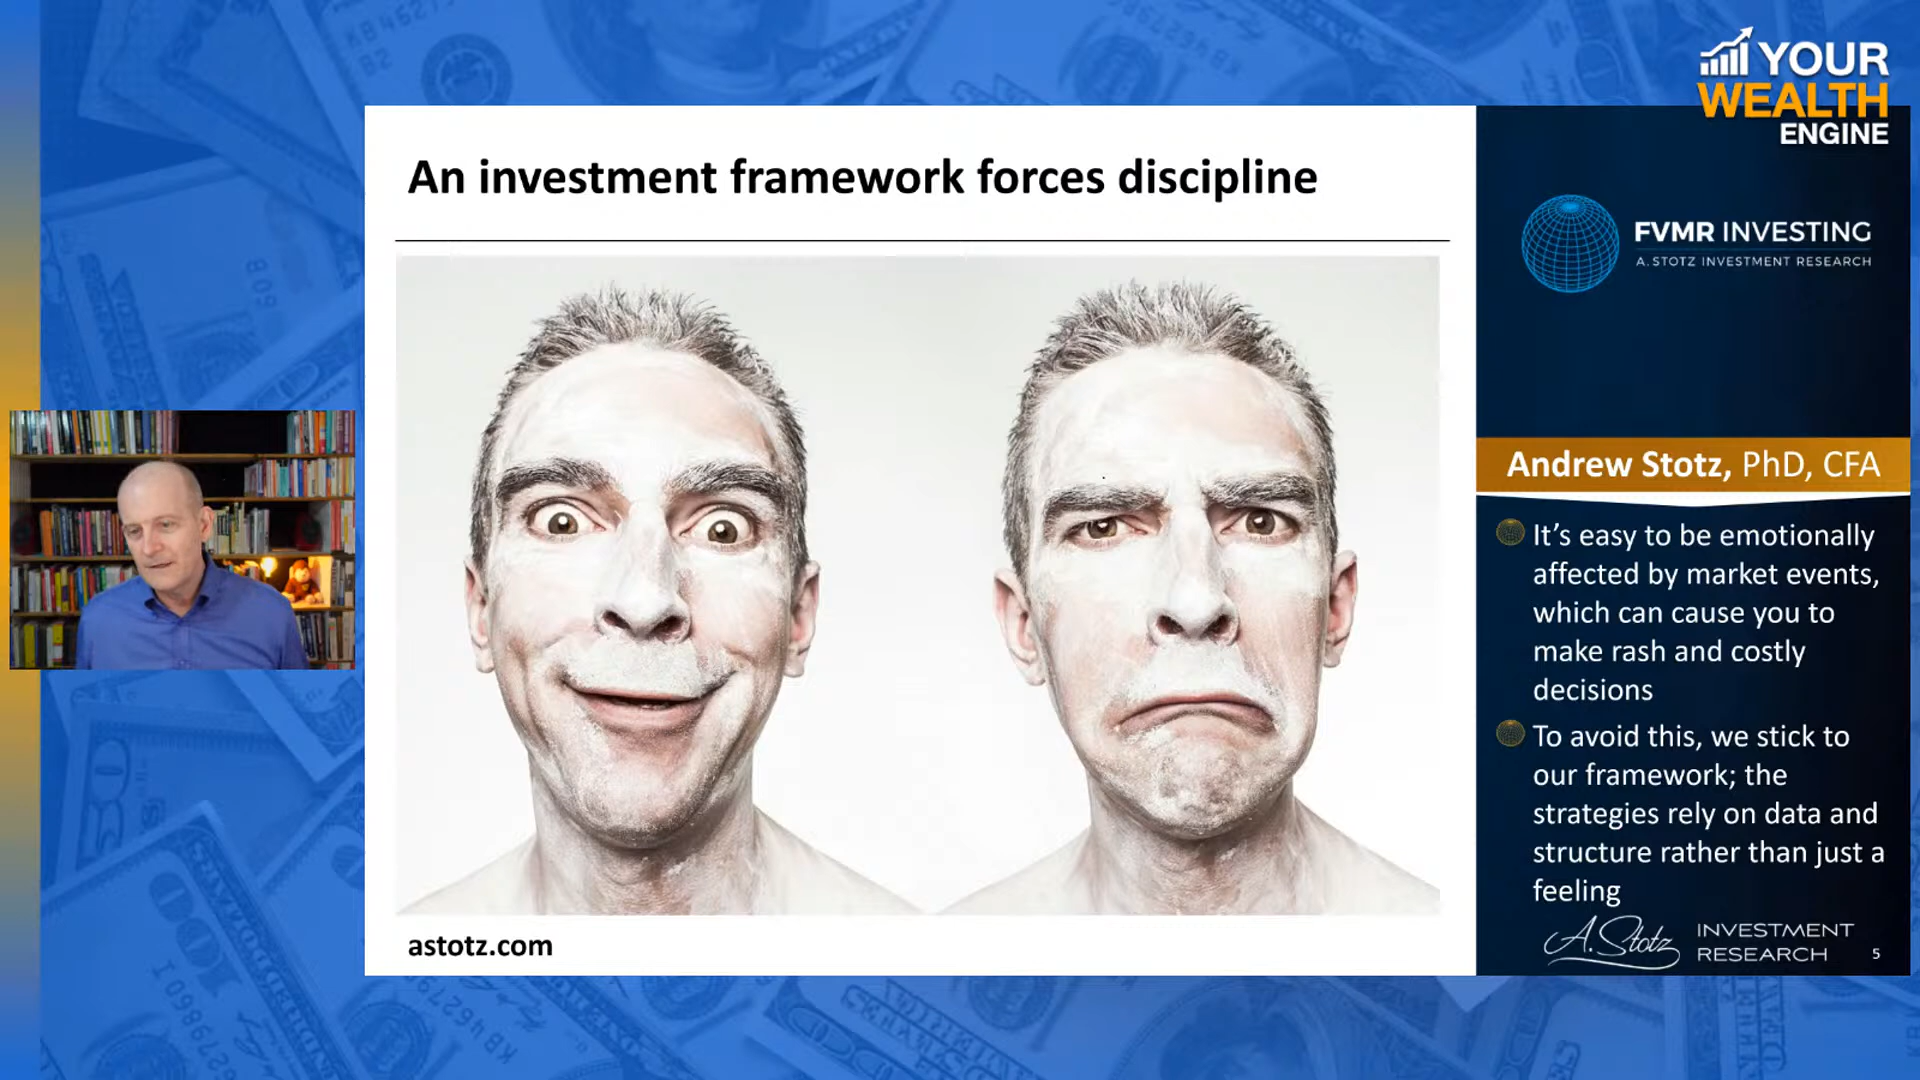 YOUR
WEALTH
ENGINE
An investment framework forces discipline
FVMR INVESTING
A. STOTZ INVESTMENT RESEARCH
Andrew Stotz, PhD, CFA
It’s easy to be emotionally
affected by market events,
which can cause you to
make rash and costly
decisions
To avoid this, we stick to
our framework; the
strategies rely on data and
structure rather than just a
feeling
astotz.com
A. Stotz
INVESTMENT
RESEARCH
5